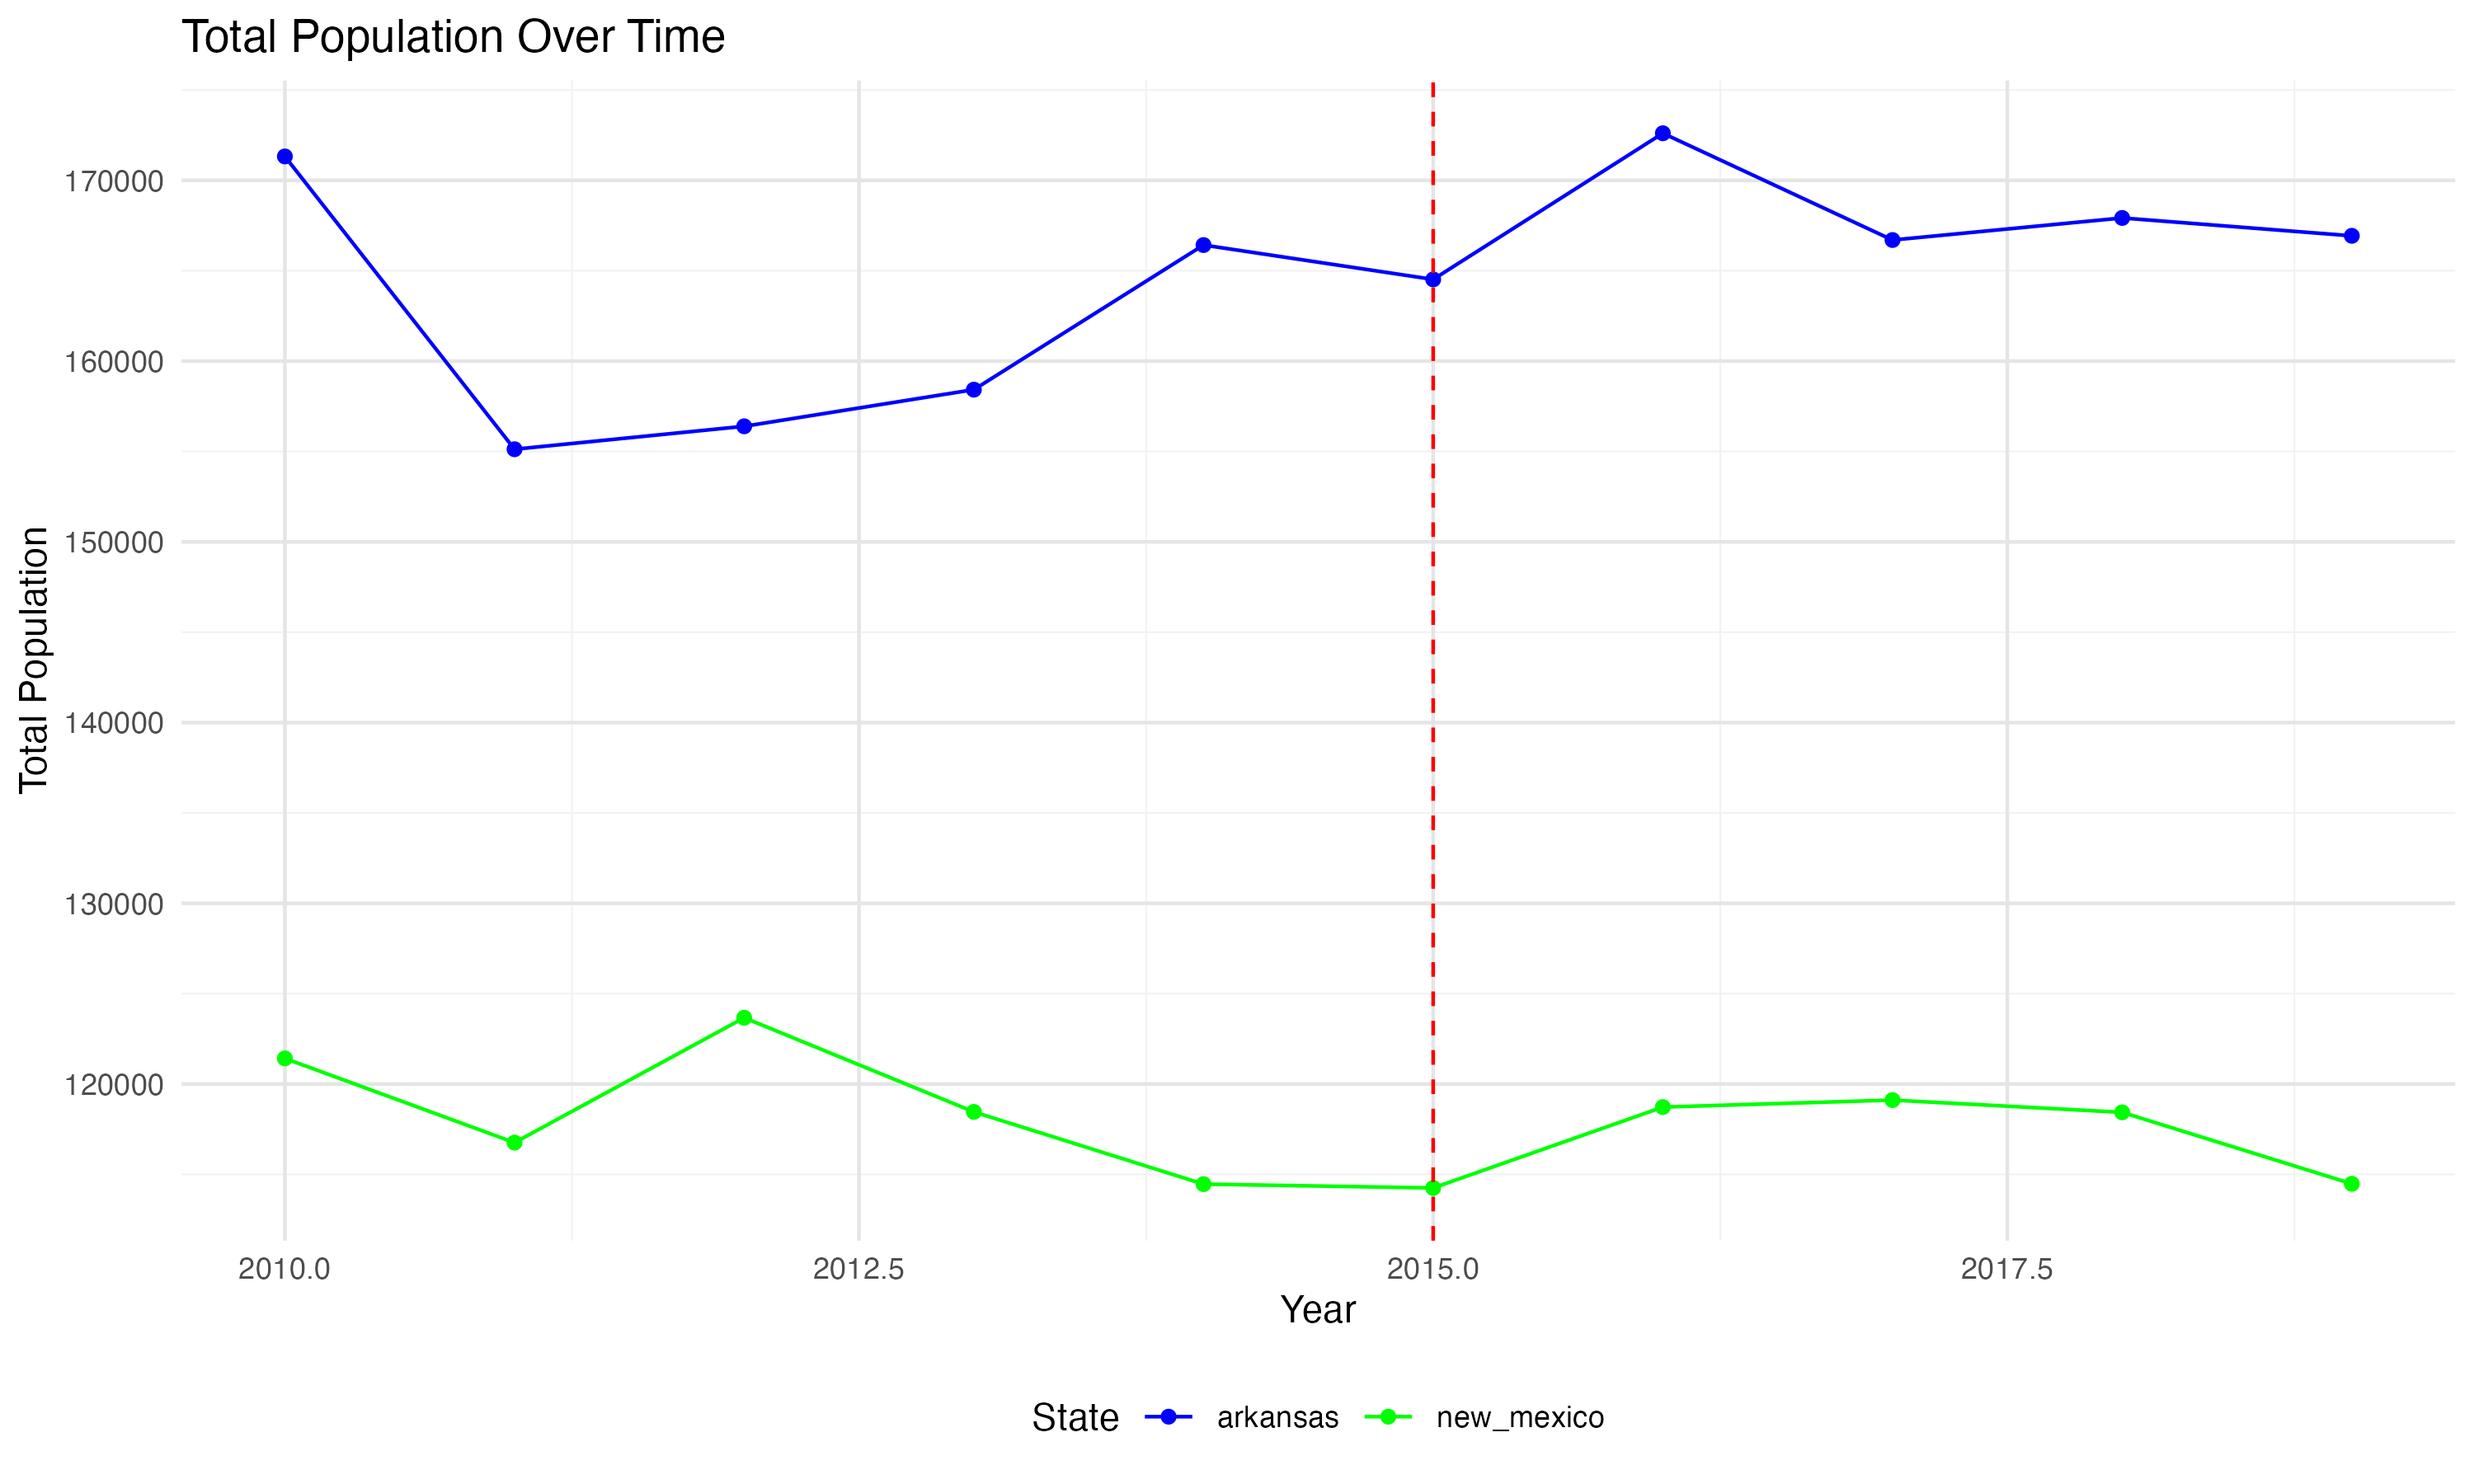 Total Population Over Time
Total Population
170000
160000
150000
140000
130000
120000
2010.0 2012.5 2015.0 2017.5
Year
State arkansas new_mexico